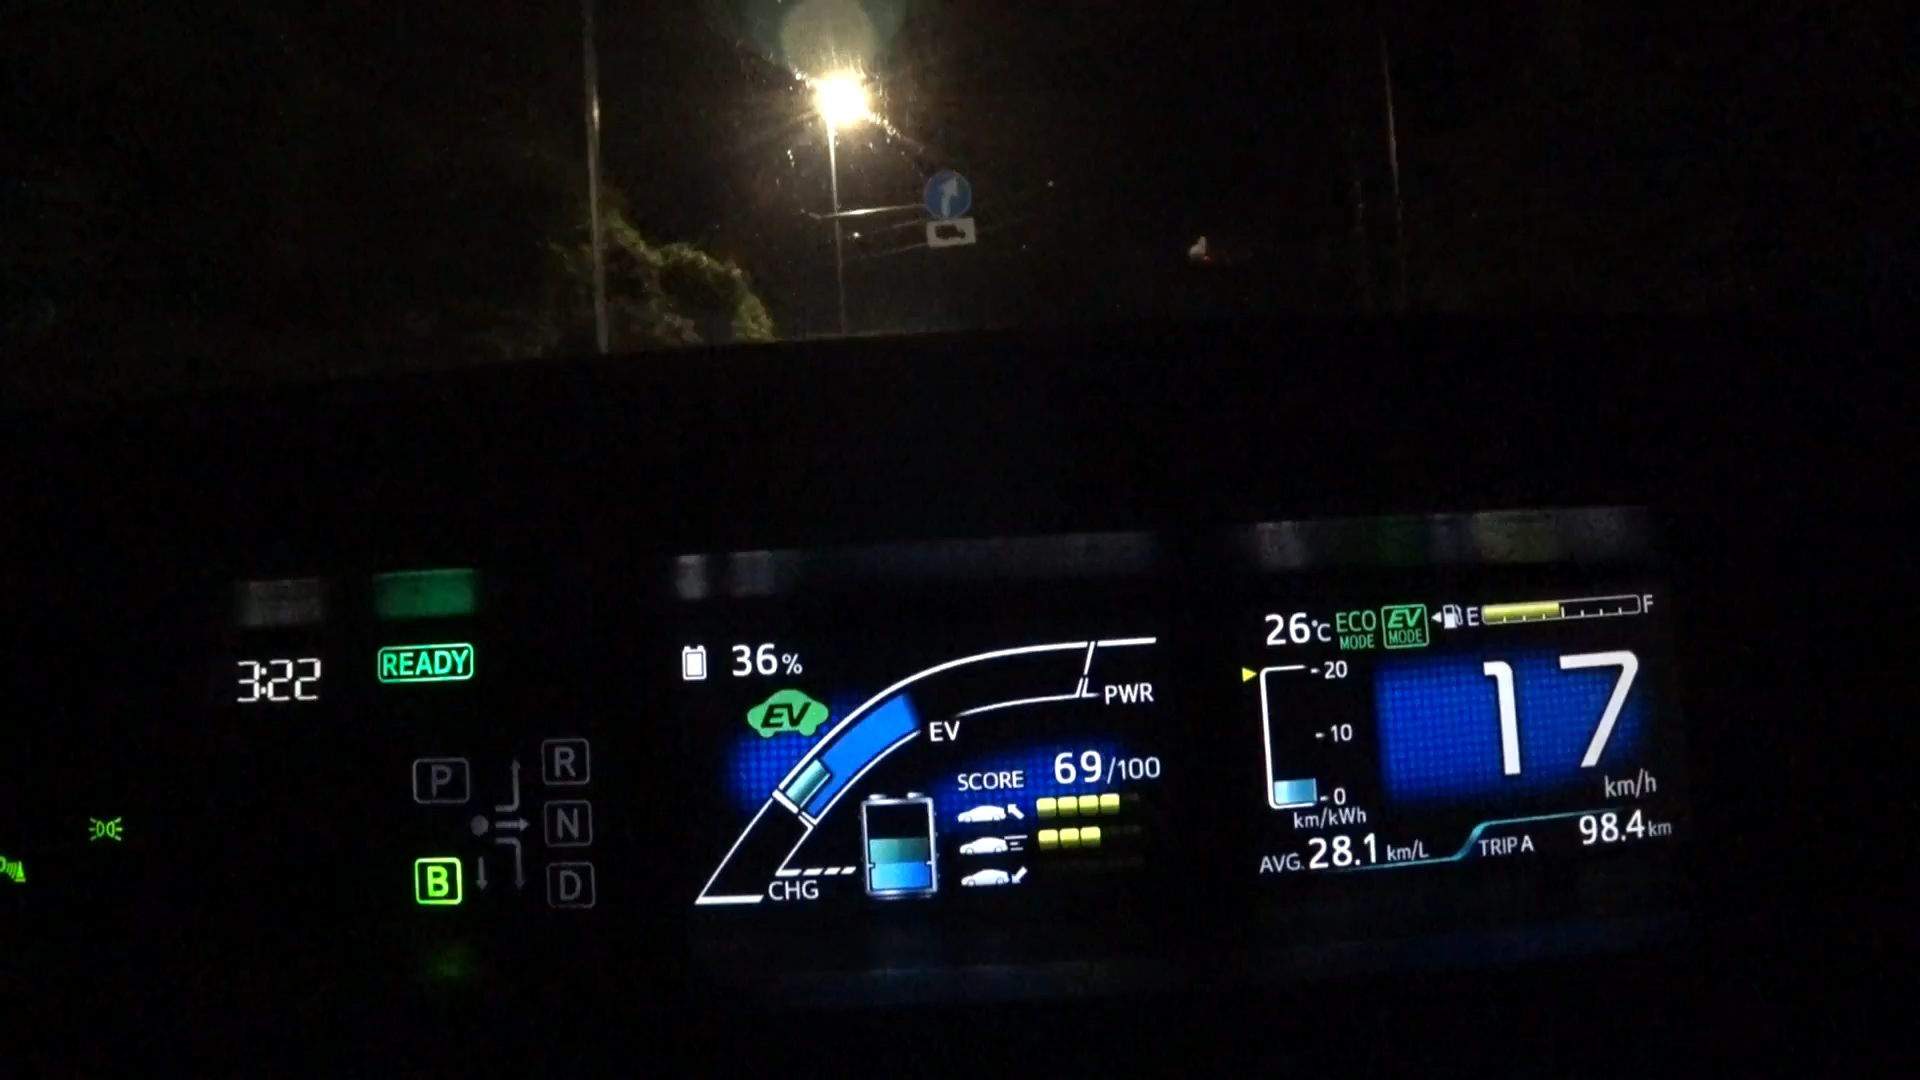 3:22
READY
P
R
N
B
D
36%
EV
PWR
EV
SCORE 69/100
CHG
26°C ECO MODE EV MODE E F
20
10
0
km/kWh
17
km/h
AVG. 28.1 km/L TRIP A 98.4 km